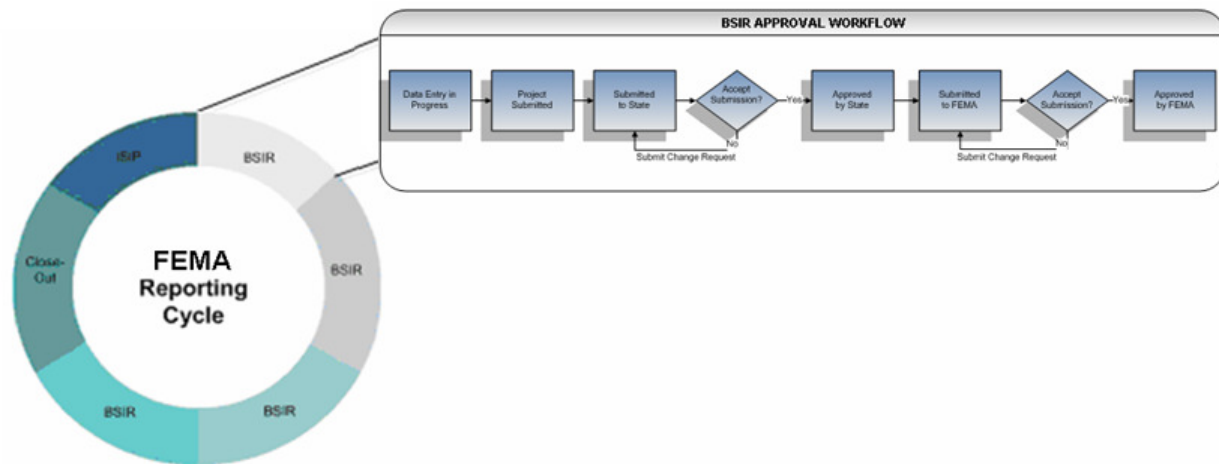 BSIR APPROVAL WORKFLOW
Data Entry in
Progress
Project
Submitted
Submitted
to State
Accept
Submission?
Yes
Approved
by State
Submitted
to FEMA
Accept
Submission?
Yes
Approved
by FEMA
No
Submit Change Request
No
Submit Change Request
ISIP
BSIR
Close-
Out
BSIR
FEMA
Reporting
Cycle
BSIR
BSIR